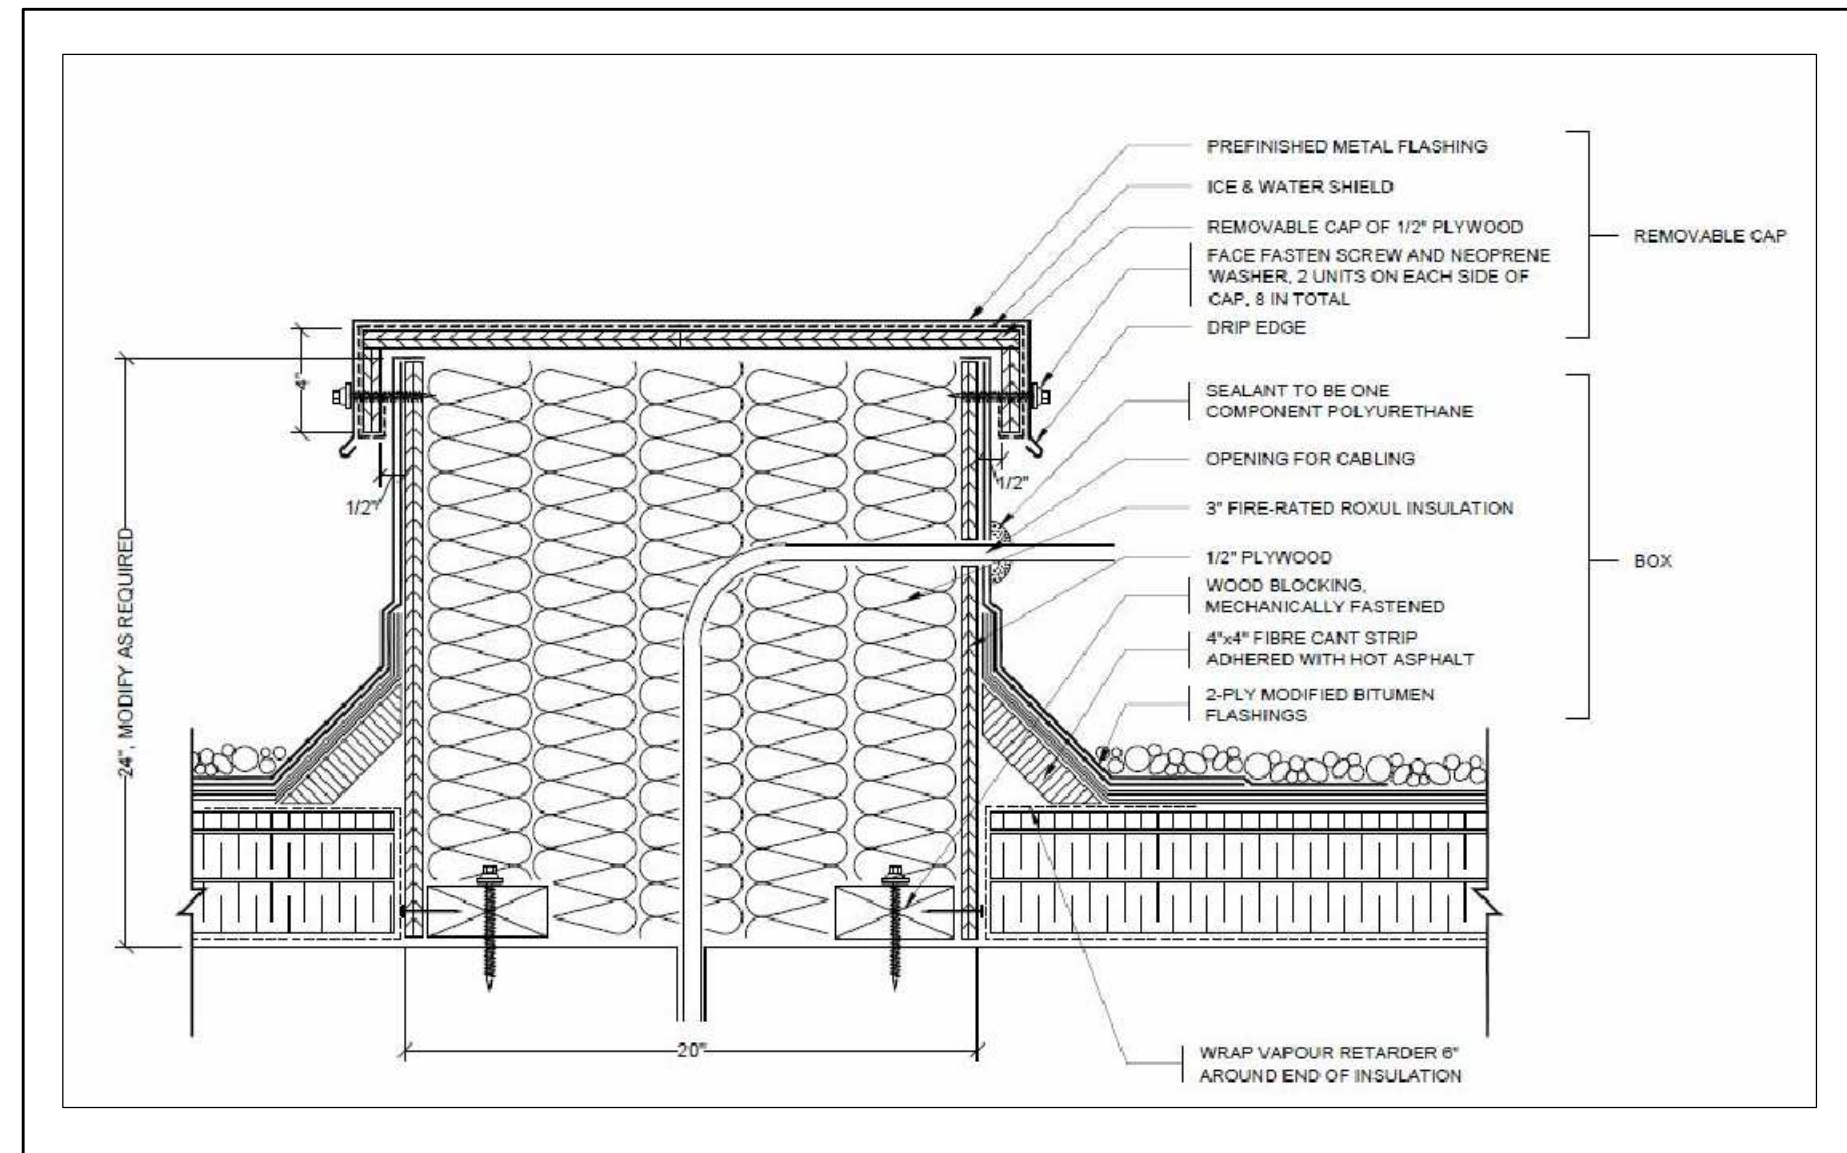 PREFINISHED METAL FLASHING
ICE & WATER SHIELD
REMOVABLE CAP OF 1/2" PLYWOOD
FACE FASTEN SCREW AND NEOPRENE
WASHER, 2 UNITS ON EACH SIDE OF
CAP, 8 IN TOTAL
DRIP EDGE
REMOVABLE CAP
SEALANT TO BE ONE
COMPONENT POLYURETHANE
OPENING FOR CABLING
3" FIRE-RATED ROXUL INSULATION
1/2" PLYWOOD
WOOD BLOCKING,
MECHANICALLY FASTENED
4"x4" FIBRE CANT STRIP
ADHERED WITH HOT ASPHALT
2-PLY MODIFIED BITUMEN
FLASHINGS
BOX
4"
1/2"
1/2"
24", MODIFY AS REQUIRED
20"
WRAP VAPOUR RETARDER 6"
AROUND END OF INSULATION